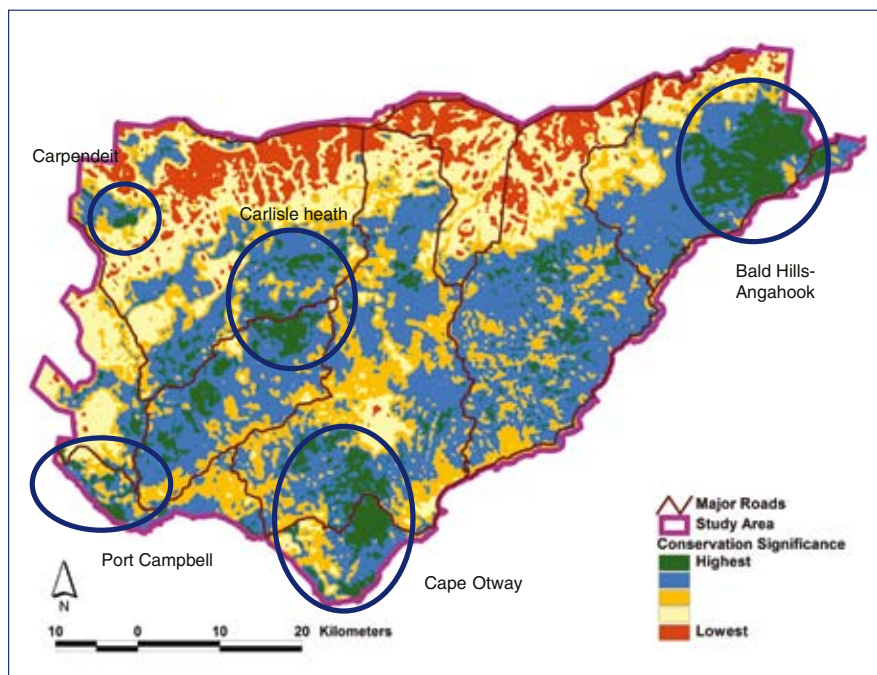 Carpendeit
Carlisle heath
Bald Hills-
Angahook
Port Campbell
Cape Otway
Major Roads
Study Area
Conservation Significance
Highest
Lowest
N
10 0 10 20 Kilometers